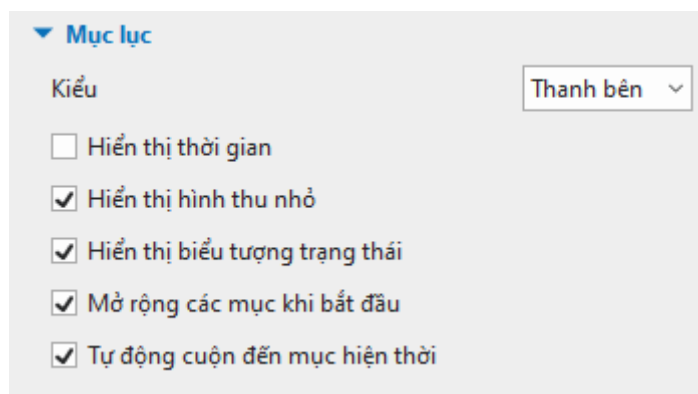 Mục lục
Kiểu Thanh bên
Hiển thị thời gian
Hiển thị hình thu nhỏ
Hiển thị biểu tượng trạng thái
Mở rộng các mục khi bắt đầu
Tự động cuộn đến mục hiện thời